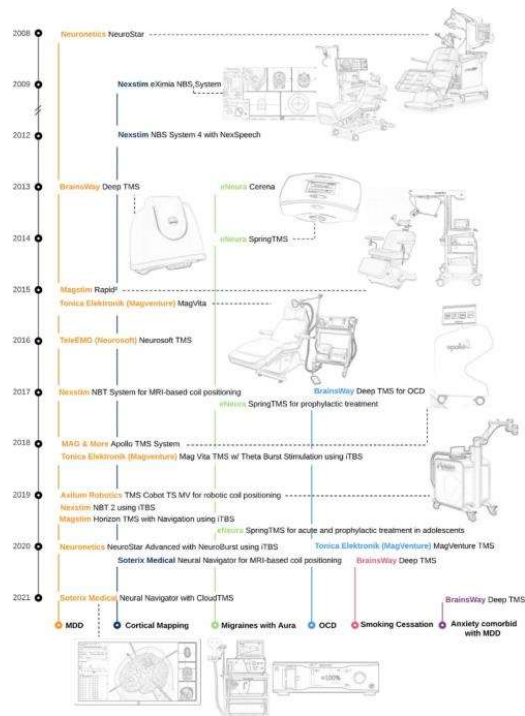 2008
Neuronetics NeuroStar
2009
Nexstim eXimia NBS System
2012
Nexstim NBS System 4 with NexSpeech
2013
BrainsWay Deep TMS
eNeura Cerena
2014
eNeura SpringTMS
2015
Magstim Rapid²
Tonica Elektronik (Magventure) MagVita
2016
TeleEMG (Neurosoft) Neurosoft TMS
2017
Nexstim NBT System for MRI-based coil positioning
BrainsWay Deep TMS for OCD
eNeura SpringTMS for prophylactic treatment
apollo
2018
MAG & More Apollo TMS System
Tonica Elektronik (Magventure) Mag Vita TMS w/ Theta Burst Stimulation using iTBS
2019
Axilum Robotics TMS Cobot TS MV for robotic coil positioning
Nexstim NBT 2 using iTBS
Magstim Horizon TMS with Navigation using iTBS
eNeura SpringTMS for acute and prophylactic treatment in adolescents
2020
Neuronetics NeuroStar Advanced with NeuroBurst using iTBS
Tonica Elektronik (MagVenture) MagVenture TMS
Soterix Medical Neural Navigator for MRI-based coil positioning
BrainsWay Deep TMS
2021
Soterix Medical Neural Navigator with CloudTMS
BrainsWay Deep TMS
MDD
Cortical Mapping
Migraines with Aura
OCD
Smoking Cessation
Anxiety comorbid
with MDD
100%